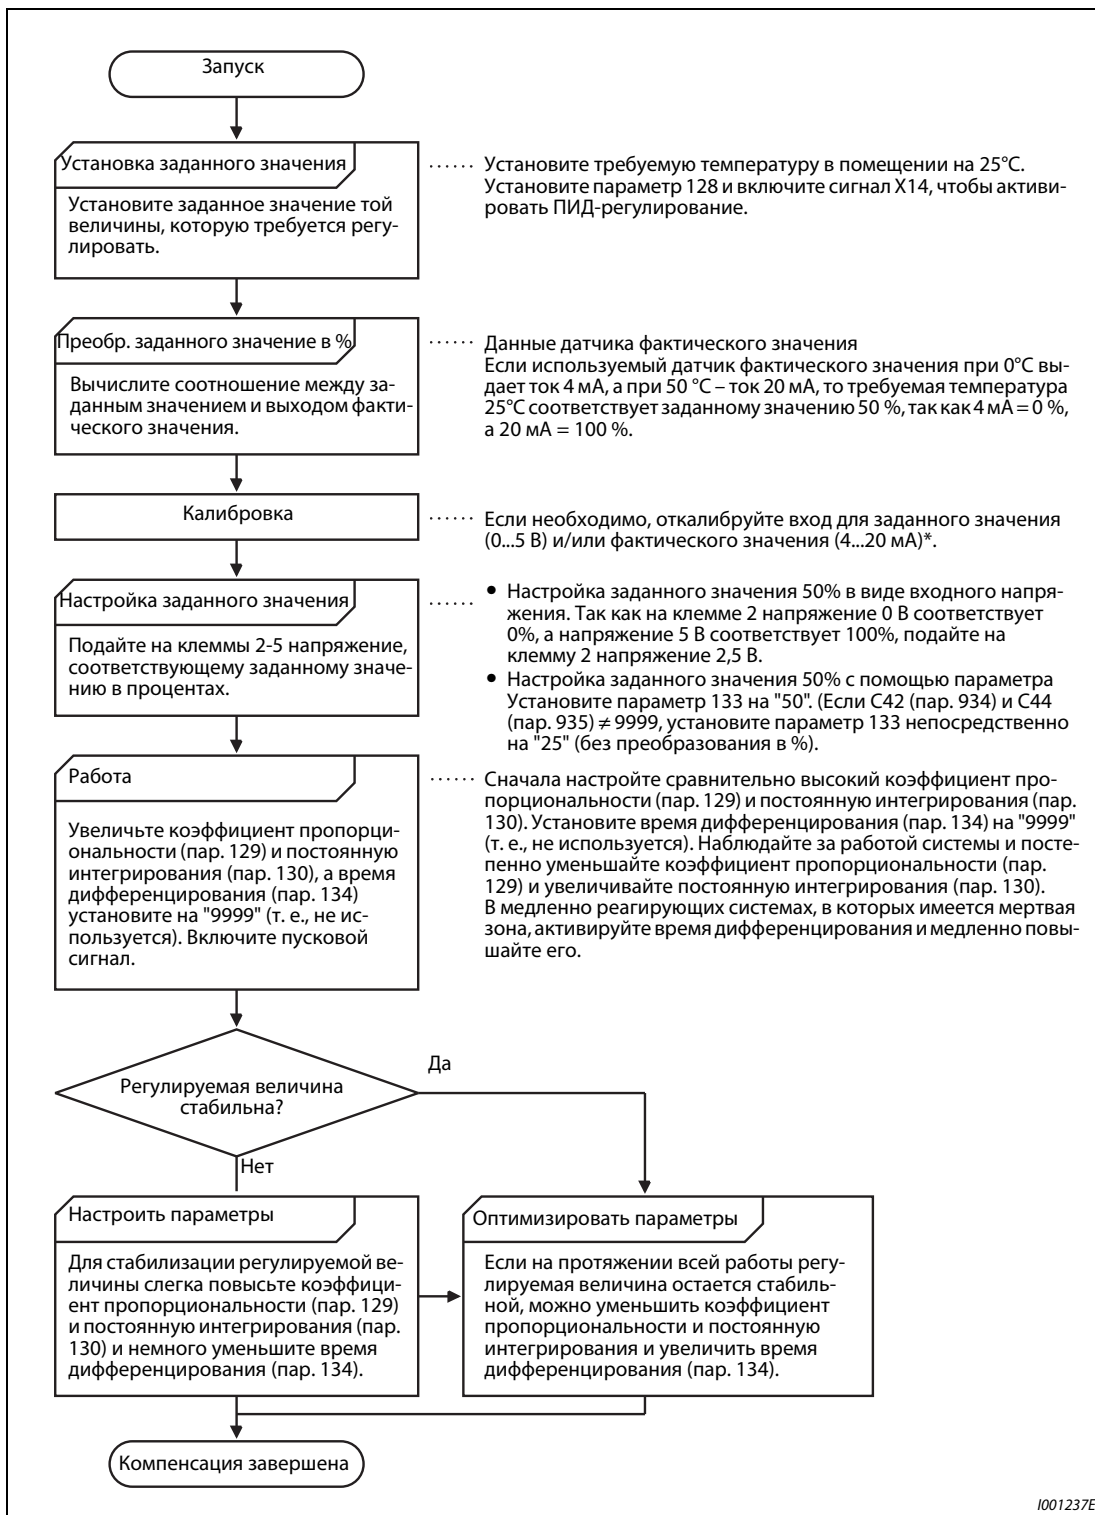 Запуск
Установка заданного значения
Установите заданное значение той
величины, которую требуется регу-
лировать.
...... Установите требуемую температуру в помещении на 25°C.
Установите параметр 128 и включите сигнал X14, чтобы активи-
ровать ПИД-регулирование.
Преобр. заданного значение в %
Вычислите соотношение между за-
данным значением и выходом факти-
ческого значения.
...... Данные датчика фактического значения
Если используемый датчик фактического значения при 0°C вы-
дает ток 4 мА, а при 50 °C – ток 20 мА, то требуемая температура
25°C соответствует заданному значению 50 %, так как 4 мА = 0 %,
а 20 мА = 100 %.
Калибровка
...... Если необходимо, откалибруйте вход для заданного значения
(0...5 В) и/или фактического значения (4...20 мА)*.
Настройка заданного значения
Подайте на клеммы 2-5 напряжение,
соответствующему заданному значе-
нию в процентах.
...... • Настройка заданного значения 50% в виде входного напря-
жения. Так как на клемме 2 напряжение 0 В соответствует
0%, а напряжение 5 В соответствует 100%, подайте на
клемму 2 напряжение 2,5 В.
• Настройка заданного значения 50% с помощью параметра
Установите параметр 133 на "50". (Если C42 (пар. 934) и C44
(пар. 935) ≠ 9999, установите параметр 133 непосредственно
на "25" (без преобразования в %).
Работа
Увеличьте коэффициент пропорци-
ональности (пар. 129) и постоянную
интегрирования (пар. 130), а время
дифференцирования (пар. 134)
установите на "9999" (т. е., не ис-
пользуется). Включите пусковой
сигнал.
...... Сначала настройте сравнительно высокий коэффициент про-
порциональности (пар. 129) и постоянную интегрирования (пар.
130). Установите время дифференцирования (пар. 134) на "9999"
(т. е., не используется). Наблюдайте за работой системы и посте-
пенно уменьшайте коэффициент пропорциональности (пар.
129) и увеличивайте постоянную интегрирования (пар. 130).
В медленно реагирующих системах, в которых имеется мертвая
зона, активируйте время дифференцирования и медленно повы-
шайте его.
Регулируемая величина
стабильна?
Да
Нет
Настроить параметры
Для стабилизации регулируемой ве-
личины слегка повысьте коэффици-
ент пропорциональности (пар. 129)
и постоянную интегрирования (пар.
130) и немного уменьшите время
дифференцирования (пар. 134).
Оптимизировать параметры
Если на протяжении всей работы регу-
лируемая величина остается стабиль-
ной, можно уменьшить коэффициент
пропорциональности и постоянную
интегрирования и увеличить время
дифференцирования (пар. 134).
Компенсация завершена
I001237E